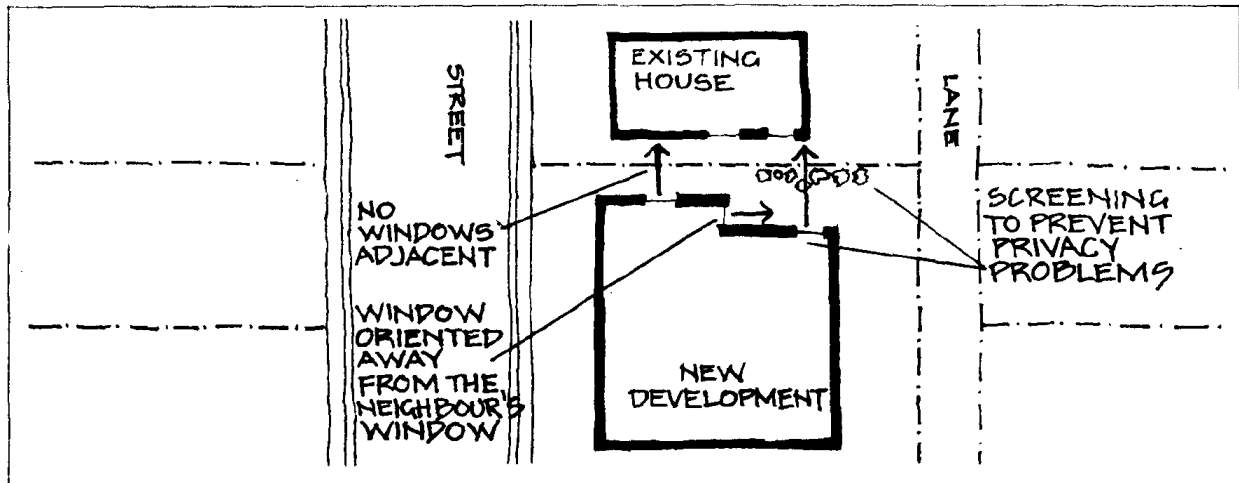 EXISTING
HOUSE
STREET
LANE
NO
WINDOWS
ADJACENT
SCREENING
TO PREVENT
PRIVACY
PROBLEMS
WINDOW
ORIENTED
AWAY
FROM THE
NEIGHBOUR'S
WINDOW
NEW
DEVELOPMENT